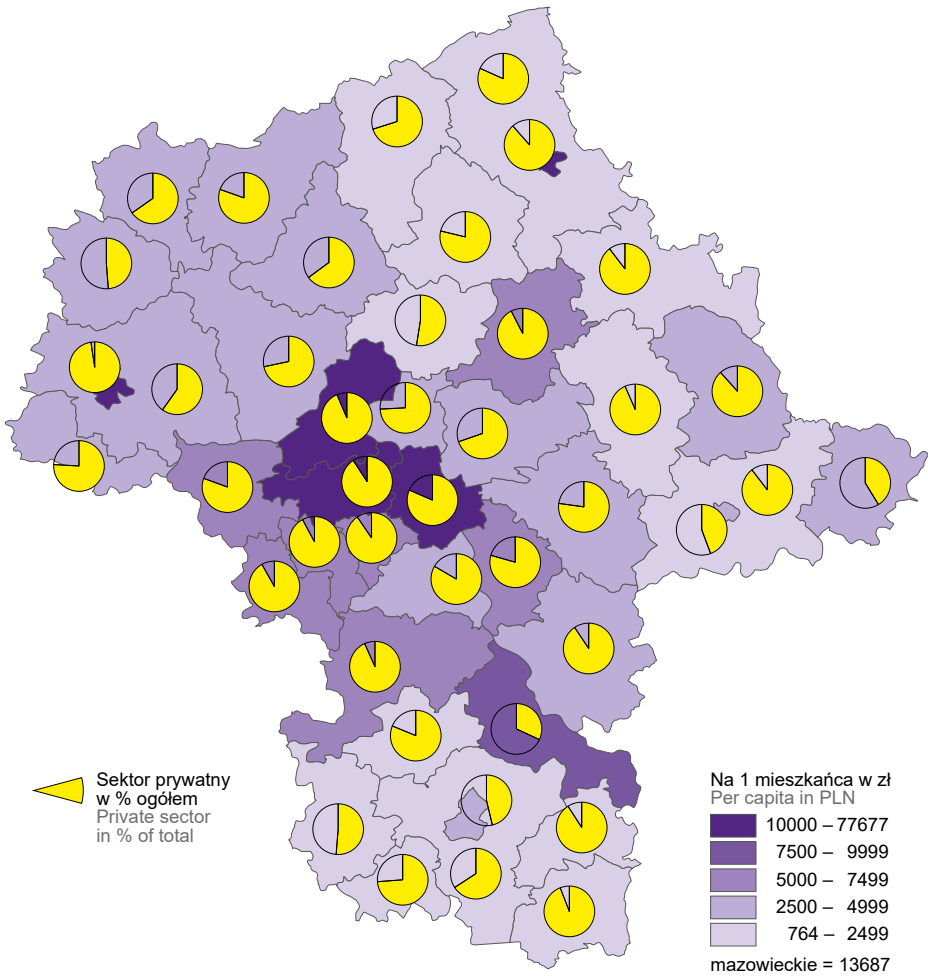 Sektor prywatny
w % ogółem
Private sector
in % of total
Na 1 mieszkańca w zł
Per capita in PLN
10000 – 77677
7500 – 9999
5000 – 7499
2500 – 4999
764 – 2499
mazowieckie = 13687